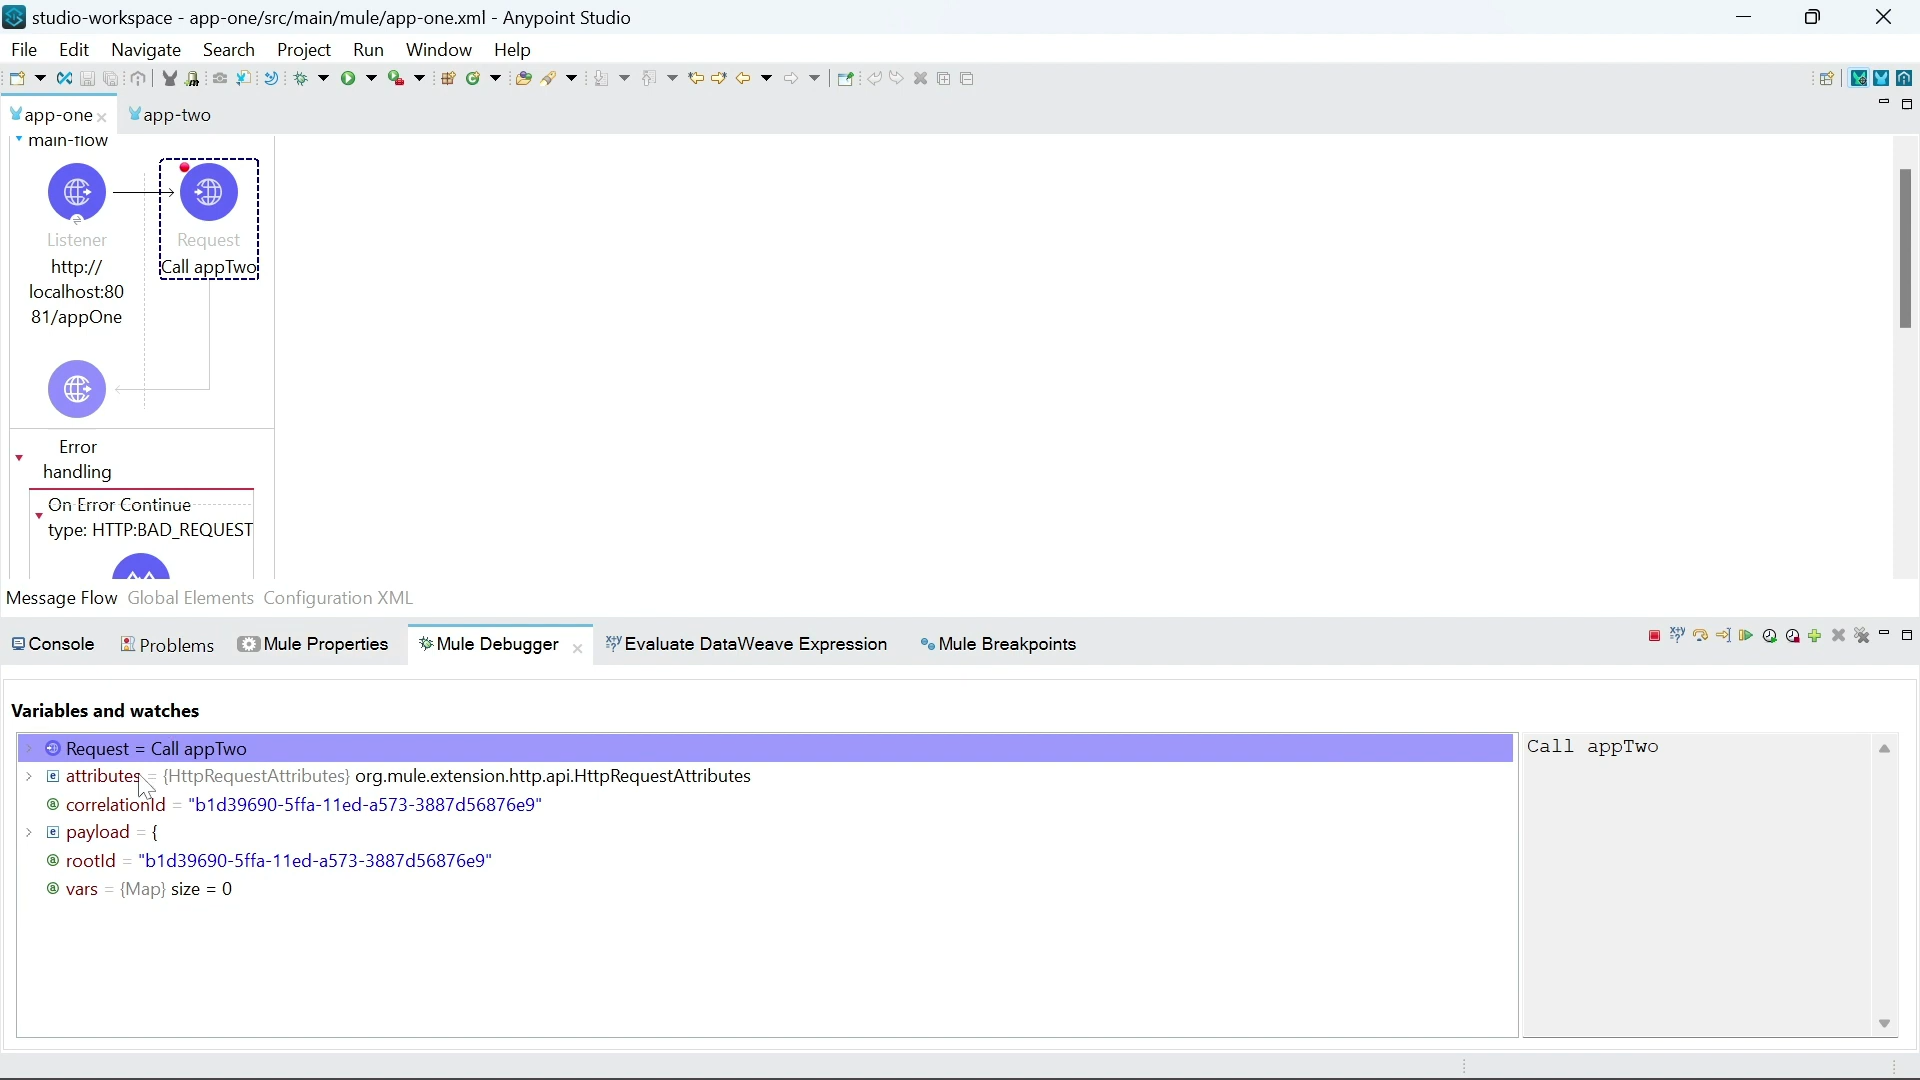 studio-workspace - app-one/src/main/mule/app-one.xml - Anypoint Studio
File Edit Navigate Search Project Run Window Help
app-one app-two
main-flow
Listener
http://
localhost:80
81/appOne
Request
Call appTwo
Error
handling
On Error Continue
type: HTTP:BAD_REQUEST
Message Flow Global Elements Configuration XML
Console Problems Mule Properties Mule Debugger Evaluate DataWeave Expression Mule Breakpoints
Variables and watches
Request = Call appTwo
Call appTwo
attributes = {HttpRequestAttributes} org.mule.extension.http.api.HttpRequestAttributes
correlationId = "b1d39690-5ffa-11ed-a573-3887d56876e9"
payload = {
rootId = "b1d39690-5ffa-11ed-a573-3887d56876e9"
vars = {Map} size = 0